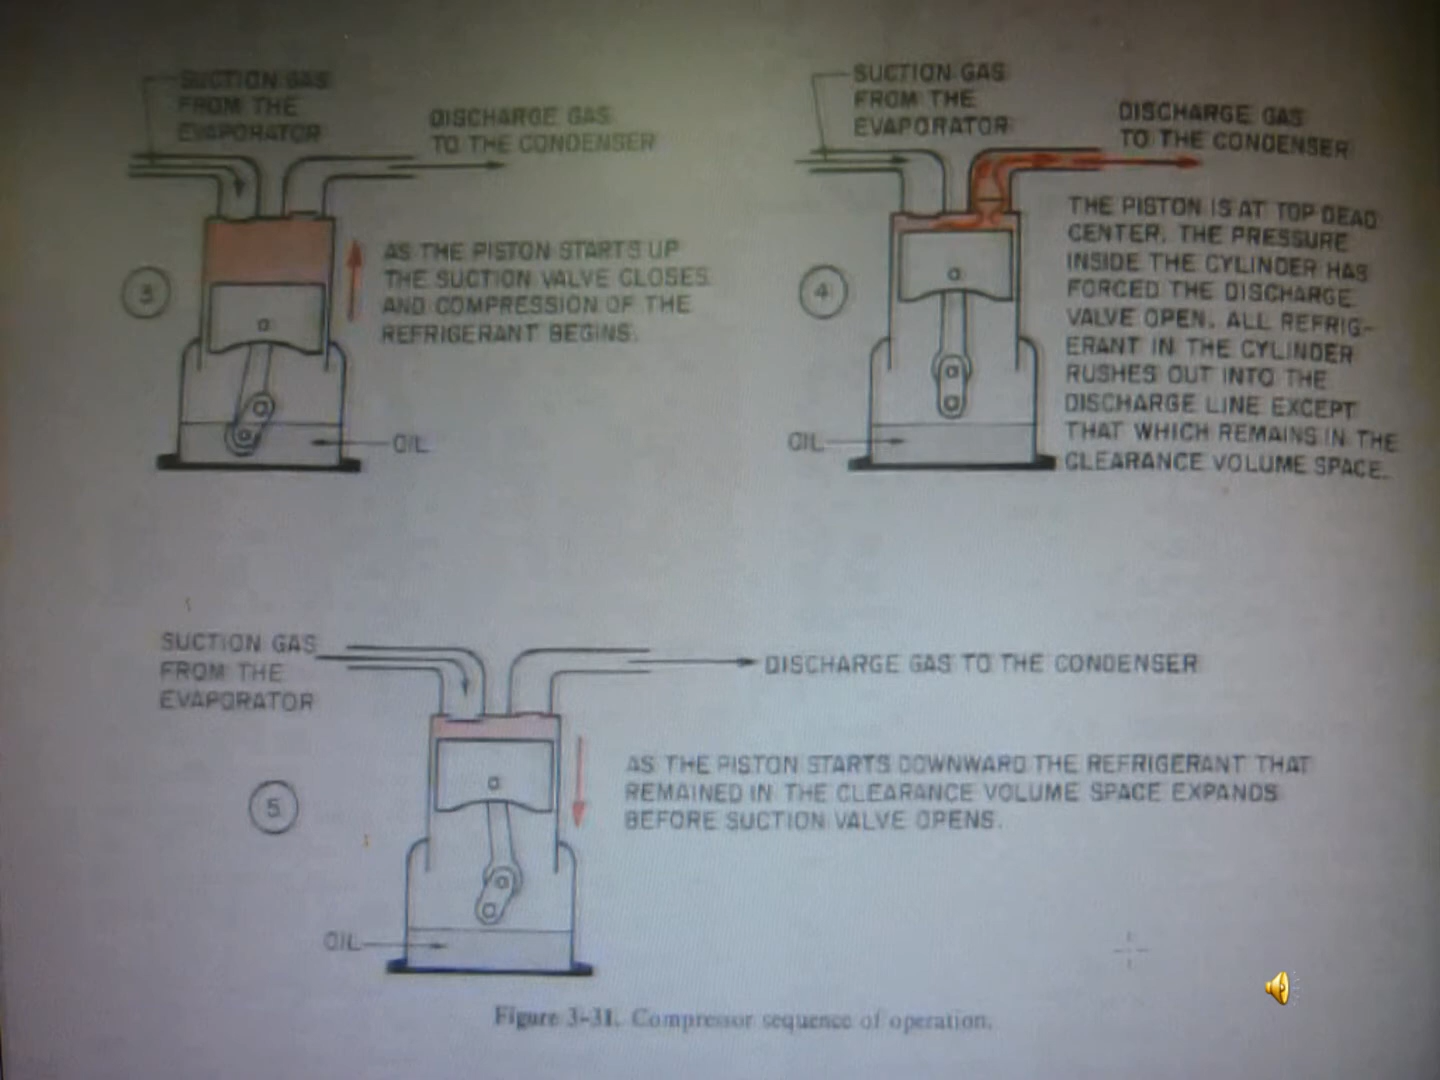 SUCTION GAS
FROM THE
EVAPORATOR
DISCHARGE GAS
TO THE CONDENSER
3
AS THE PISTON STARTS UP
THE SUCTION VALVE CLOSES
AND COMPRESSION OF THE
REFRIGERANT BEGINS.
OIL
SUCTION GAS
FROM THE
EVAPORATOR
DISCHARGE GAS
TO THE CONDENSER
4
THE PISTON IS AT TOP DEAD
CENTER. THE PRESSURE
INSIDE THE CYLINDER HAS
FORCED THE DISCHARGE
VALVE OPEN. ALL REFRIG-
ERANT IN THE CYLINDER
RUSHES OUT INTO THE
DISCHARGE LINE EXCEPT
THAT WHICH REMAINS IN THE
CLEARANCE VOLUME SPACE.
OIL
SUCTION GAS
FROM THE
EVAPORATOR
DISCHARGE GAS TO THE CONDENSER
5
AS THE PISTON STARTS DOWNWARD THE REFRIGERANT THAT
REMAINED IN THE CLEARANCE VOLUME SPACE EXPANDS
BEFORE SUCTION VALVE OPENS.
OIL
Figure 3-31. Compressor sequence of operation.